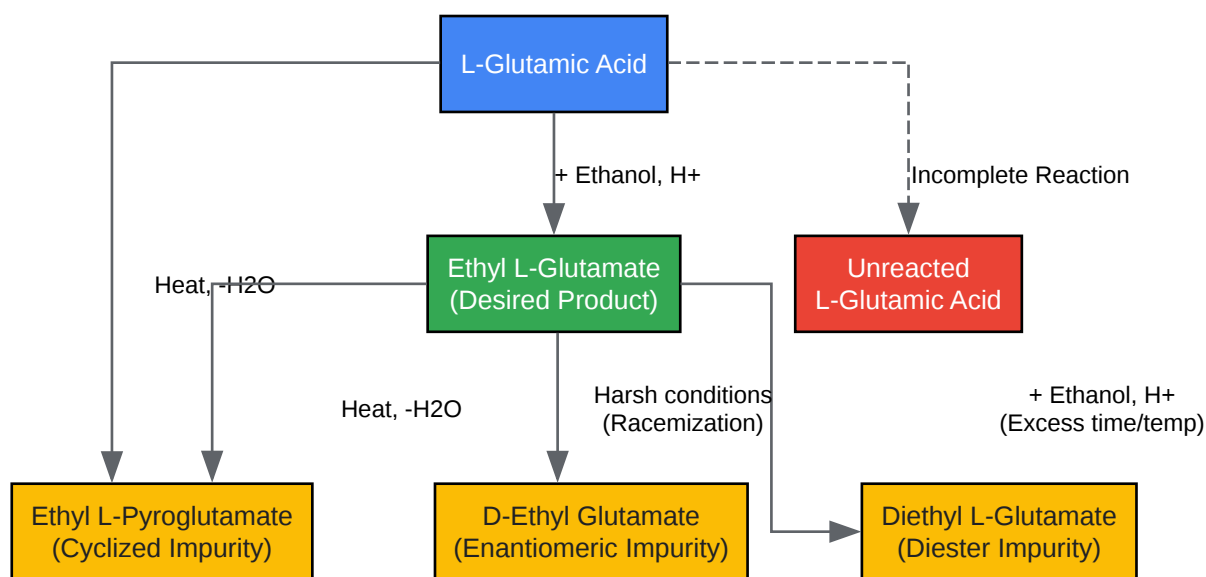 L-Glutamic Acid
+ Ethanol, H+
Incomplete Reaction
Ethyl L-Glutamate
(Desired Product)
Unreacted
L-Glutamic Acid
Heat, -H2O
Heat, -H2O
Harsh conditions
(Racemization)
+ Ethanol, H+
(Excess time/temp)
Ethyl L-Pyroglutamate
(Cyclized Impurity)
D-Ethyl Glutamate
(Enantiomeric Impurity)
Diethyl L-Glutamate
(Diester Impurity)